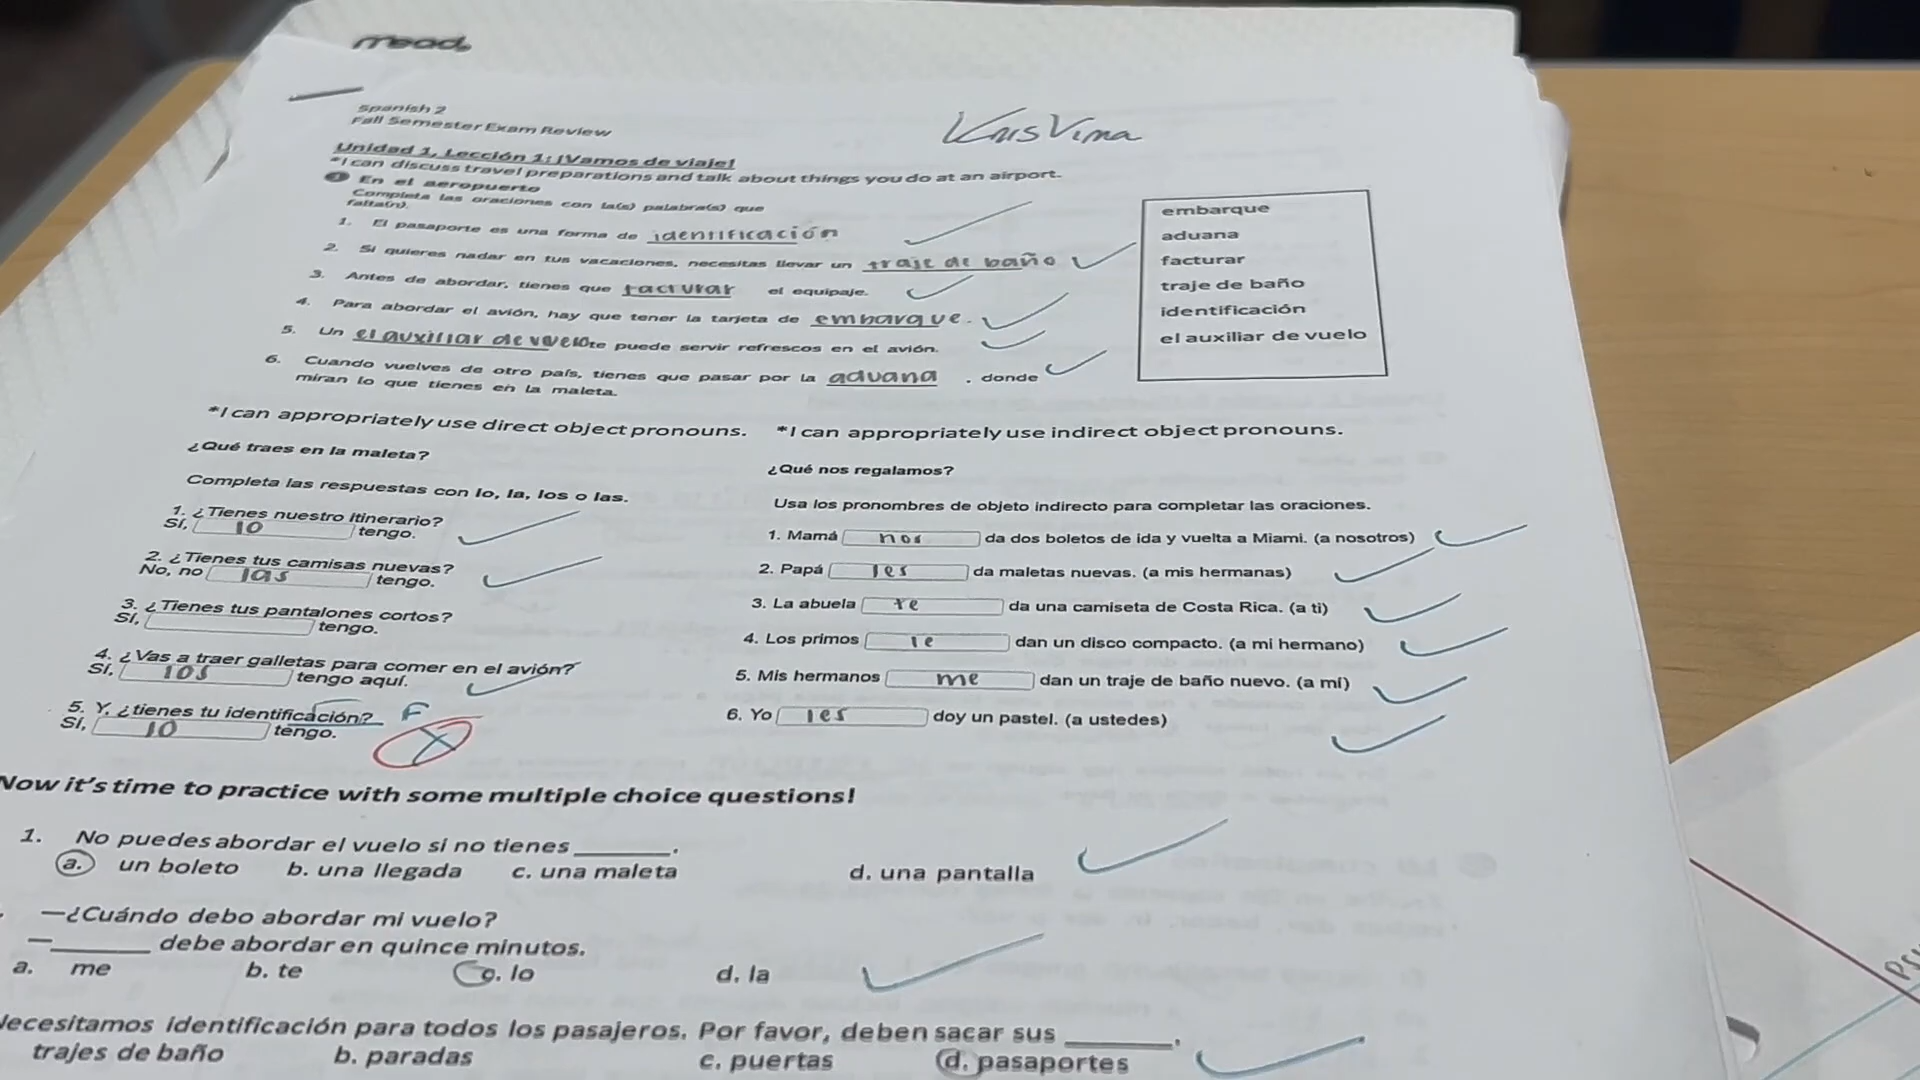 mead
Spanish 2
Fall Semester Exam Review
Kris Vima
Unidad 1, Lección 1: ¡Vamos de viaje!
*I can discuss travel preparations and talk about things you do at an airport.
En el aeropuerto
Completa las oraciones con la(s) palabra(s) que
falta(n).
1. El pasaporte es una forma de identificación
2. Si quieres nadar en tus vacaciones, necesitas llevar un traje de baño
3. Antes de abordar, tienes que facturar el equipaje.
4. Para abordar el avión, hay que tener la tarjeta de embarque.
5. Un el auxiliar de vuelo te puede servir refrescos en el avión.
6. Cuando vuelves de otro país, tienes que pasar por la aduana, donde
miran lo que tienes en la maleta.
embarque
aduana
facturar
traje de baño
identificación
el auxiliar de vuelo
*I can appropriately use direct object pronouns.
¿Qué traes en la maleta?
Completa las respuestas con lo, la, los o las.
1. ¿Tienes nuestro itinerario?
Sí, lo tengo.
2. ¿Tienes tus camisas nuevas?
No, no las tengo.
3. ¿Tienes tus pantalones cortos?
Sí, tengo.
4. ¿Vas a traer galletas para comer en el avión?
Sí, los tengo aquí.
5. Y, ¿tienes tu identificación? F
Sí, lo tengo.
*I can appropriately use indirect object pronouns.
¿Qué nos regalamos?
Usa los pronombres de objeto indirecto para completar las oraciones.
1. Mamá nos da dos boletos de ida y vuelta a Miami. (a nosotros)
2. Papá les da maletas nuevas. (a mis hermanas)
3. La abuela te da una camiseta de Costa Rica. (a ti)
4. Los primos le dan un disco compacto. (a mi hermano)
5. Mis hermanos me dan un traje de baño nuevo. (a mí)
6. Yo les doy un pastel. (a ustedes)
Now it's time to practice with some multiple choice questions!
1. No puedes abordar el vuelo si no tienes ________.
a. un boleto b. una llegada c. una maleta d. una pantalla
—¿Cuándo debo abordar mi vuelo?
—________ debe abordar en quince minutos.
a. me b. te c. lo d. la
Necesitamos identificación para todos los pasajeros. Por favor, deben sacar sus ________.
trajes de baño b. paradas c. puertas d. pasaportes